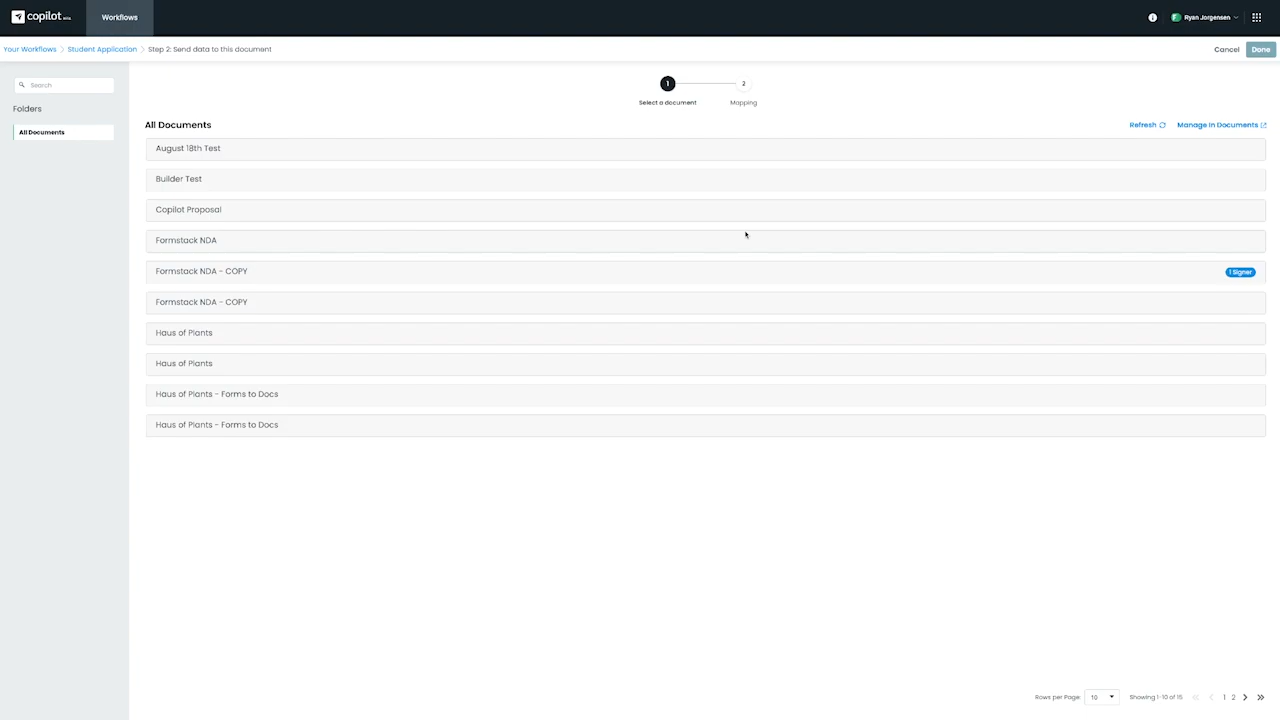 copilot BETA
Workflows
Ryan Jorgensen
Your Workflows > Student Application > Step 2: Send data to this document
Cancel
Done
Search
Folders
All Documents
1
2
Select a document
Mapping
All Documents
Refresh
Manage in Documents
August 18th Test
Builder Test
Copilot Proposal
Formstack NDA
Formstack NDA - COPY
1 Signer
Formstack NDA - COPY
Haus of Plants
Haus of Plants
Haus of Plants - Forms to Docs
Haus of Plants - Forms to Docs
Rows per Page: 10
Showing 1-10 of 15
1 2